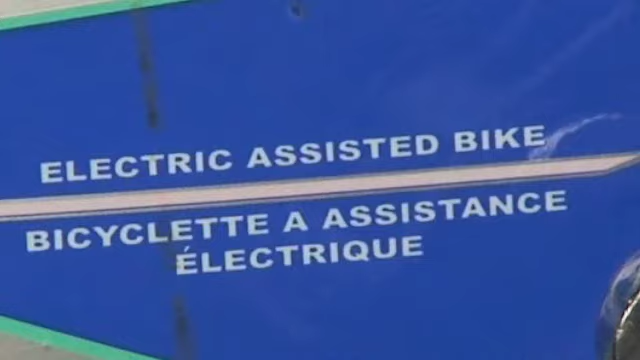 ELECTRIC ASSISTED BIKE
BICYCLETTE A ASSISTANCE
ÉLECTRIQUE